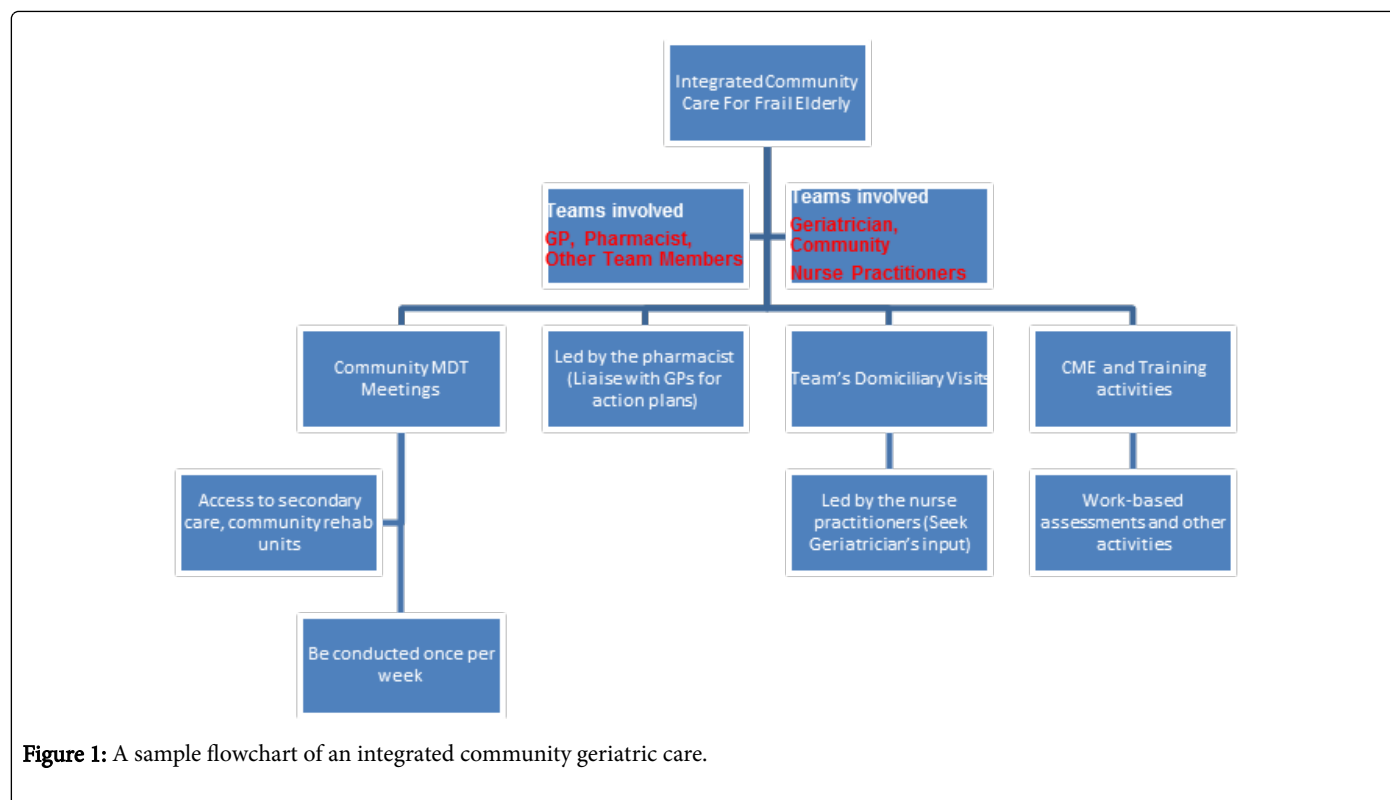 Integrated Community
Care For Frail Elderly
Teams involved
GP, Pharmacist,
Other Team Members
Teams involved
Geriatrician,
Community
Nurse Practitioners
Community MDT
Meetings
Led by the pharmacist
(Liaise with GPs for
action plans)
Team's Domiciliary Visits
CME and Training
activities
Access to secondary
care, community rehab
units
Led by the nurse
practitioners (Seek
Geriatrician's input)
Work-based
assessments and other
activities
Be conducted once per
week
Figure 1: A sample flowchart of an integrated community geriatric care.